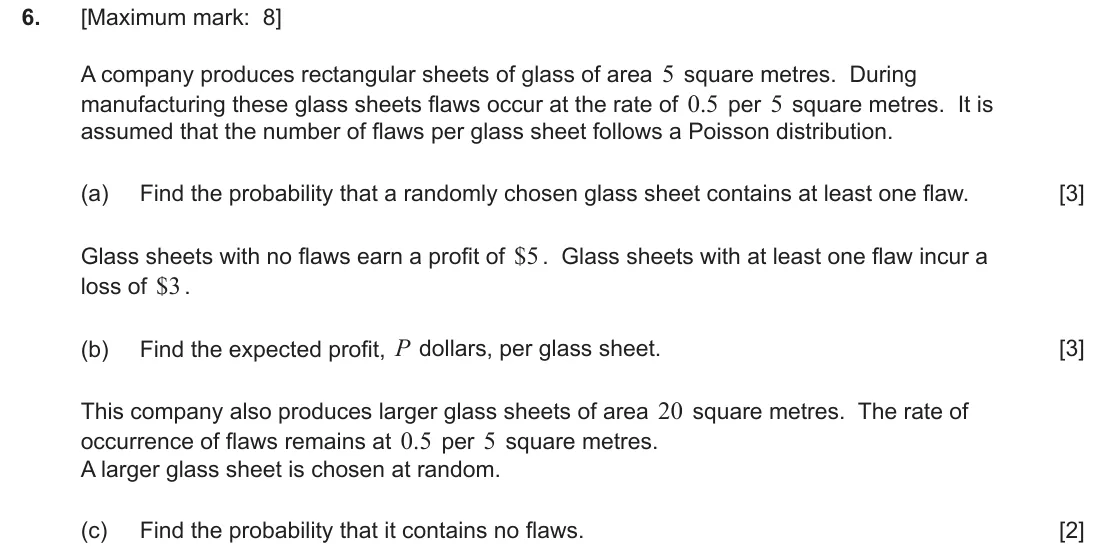 6. [Maximum mark: 8]
A company produces rectangular sheets of glass of area 5 square metres. During
manufacturing these glass sheets flaws occur at the rate of 0.5 per 5 square metres. It is
assumed that the number of flaws per glass sheet follows a Poisson distribution.
(a) Find the probability that a randomly chosen glass sheet contains at least one flaw. [3]
Glass sheets with no flaws earn a profit of $5. Glass sheets with at least one flaw incur a
loss of $3.
(b) Find the expected profit, P dollars, per glass sheet. [3]
This company also produces larger glass sheets of area 20 square metres. The rate of
occurrence of flaws remains at 0.5 per 5 square metres.
A larger glass sheet is chosen at random.
(c) Find the probability that it contains no flaws. [2]